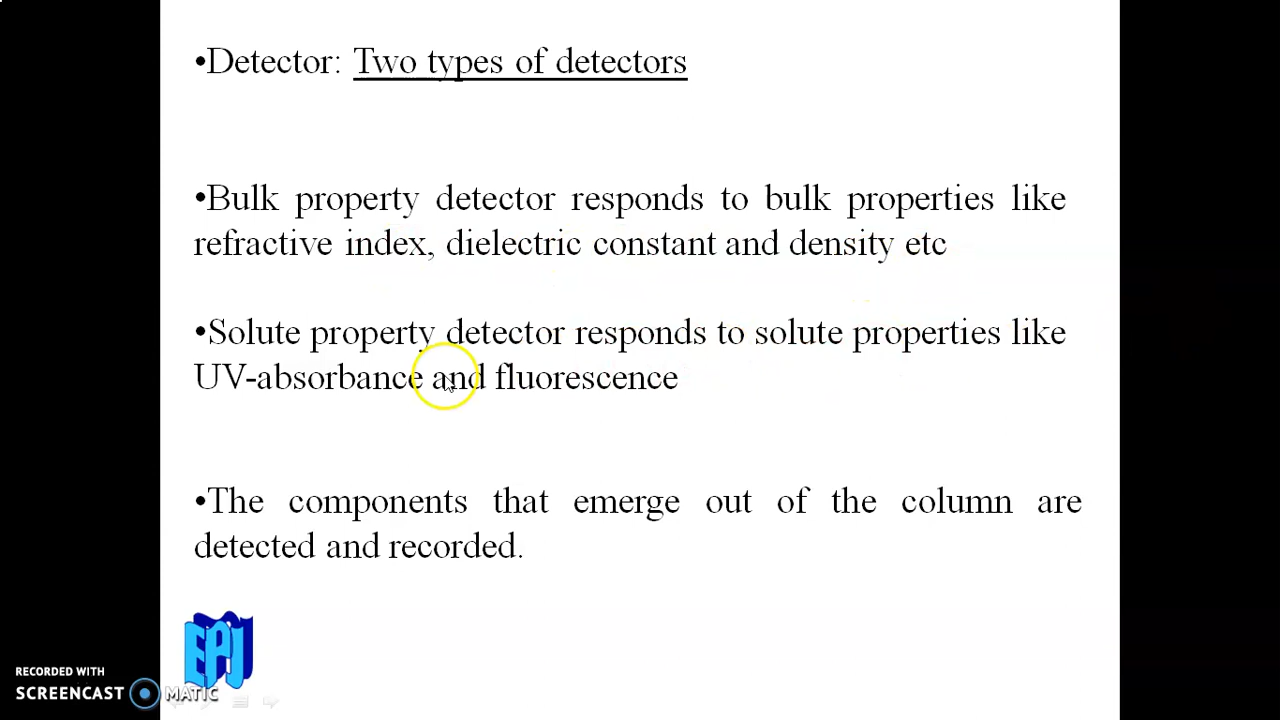 •Detector: Two types of detectors
•Bulk property detector responds to bulk properties like
refractive index, dielectric constant and density etc
•Solute property detector responds to solute properties like
UV-absorbance and fluorescence
•The components that emerge out of the column are
detected and recorded.
EPJ
RECORDED WITH
SCREENCAST MATIC